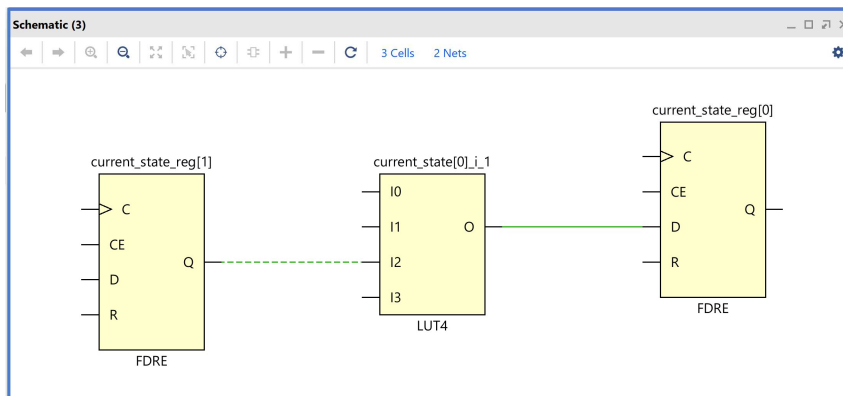 Schematic (3)
3 Cells 2 Nets
current_state_reg[1]
C
CE
D
R
Q
FDRE
current_state[0]_i_1
I0
I1
I2
I3
O
LUT4
current_state_reg[0]
C
CE
D
R
Q
FDRE